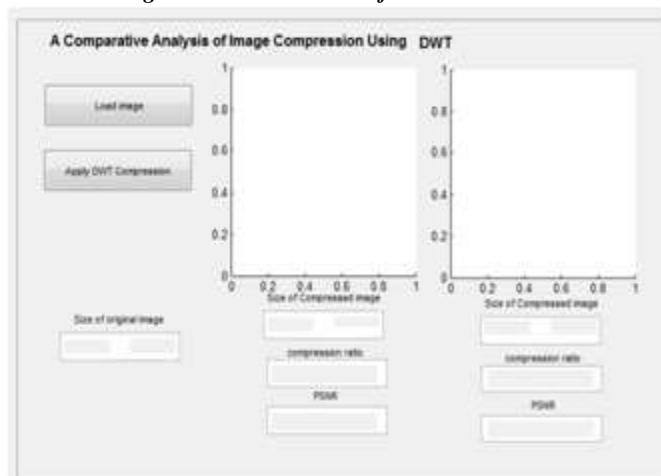 A Comparative Analysis of Image Compression Using DWT
Load image
Apply DWT Compression
1
0.8
0.6
0.4
0.2
0
0 0.2 0.4 0.6 0.8 1
1
0.8
0.6
0.4
0.2
0
0 0.2 0.4 0.6 0.8 1
Size of original image
Size of Compressed image
compression ratio
PSNR
Size of Compressed image
compression ratio
PSNR